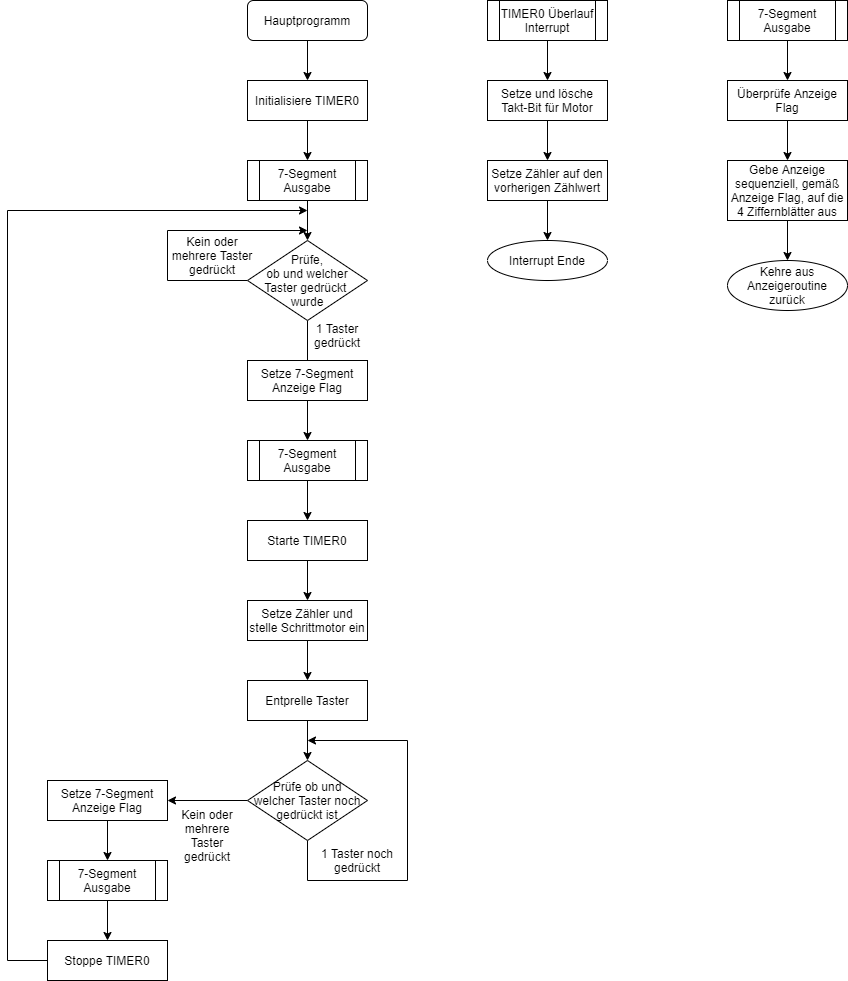 Hauptprogramm
Initialisiere TIMER0
7-Segment
Ausgabe
Kein oder
mehrere Taster
gedrückt
Prüfe,
ob und welcher
Taster gedrückt
wurde
1 Taster
gedrückt
Setze 7-Segment
Anzeige Flag
7-Segment
Ausgabe
Starte TIMER0
Setze Zähler und
stelle Schrittmotor ein
Entprelle Taster
Prüfe ob und
welcher Taster noch
gedrückt ist
1 Taster noch
gedrückt
Kein oder
mehrere
Taster
gedrückt
Setze 7-Segment
Anzeige Flag
7-Segment
Ausgabe
Stoppe TIMER0
TIMER0 Überlauf
Interrupt
Setze und lösche
Takt-Bit für Motor
Setze Zähler auf den
vorherigen Zählwert
Interrupt Ende
7-Segment
Ausgabe
Überprüfe Anzeige
Flag
Gebe Anzeige
sequenziell, gemäß
Anzeige Flag, auf die
4 Ziffernblätter aus
Kehre aus
Anzeigeroutine
zurück